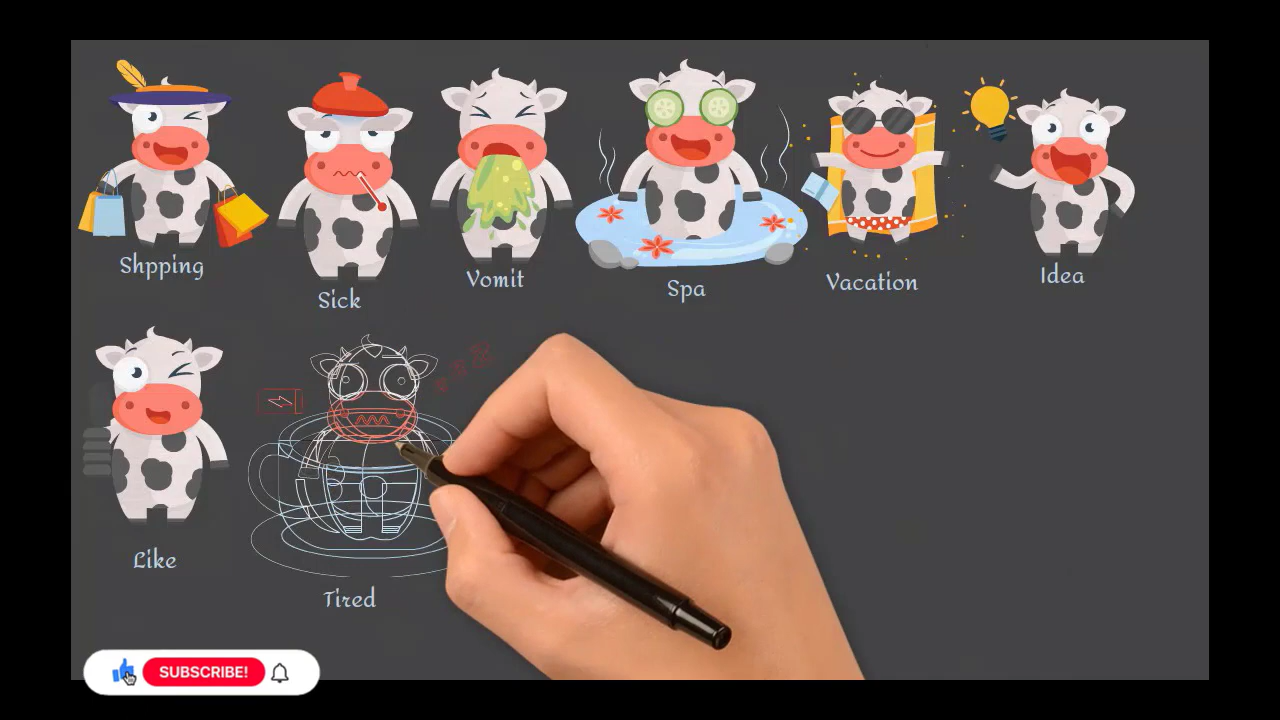 Shpping
Sick
Vomit
Spa
Vacation
Idea
Like
Tired
SUBSCRIBE!